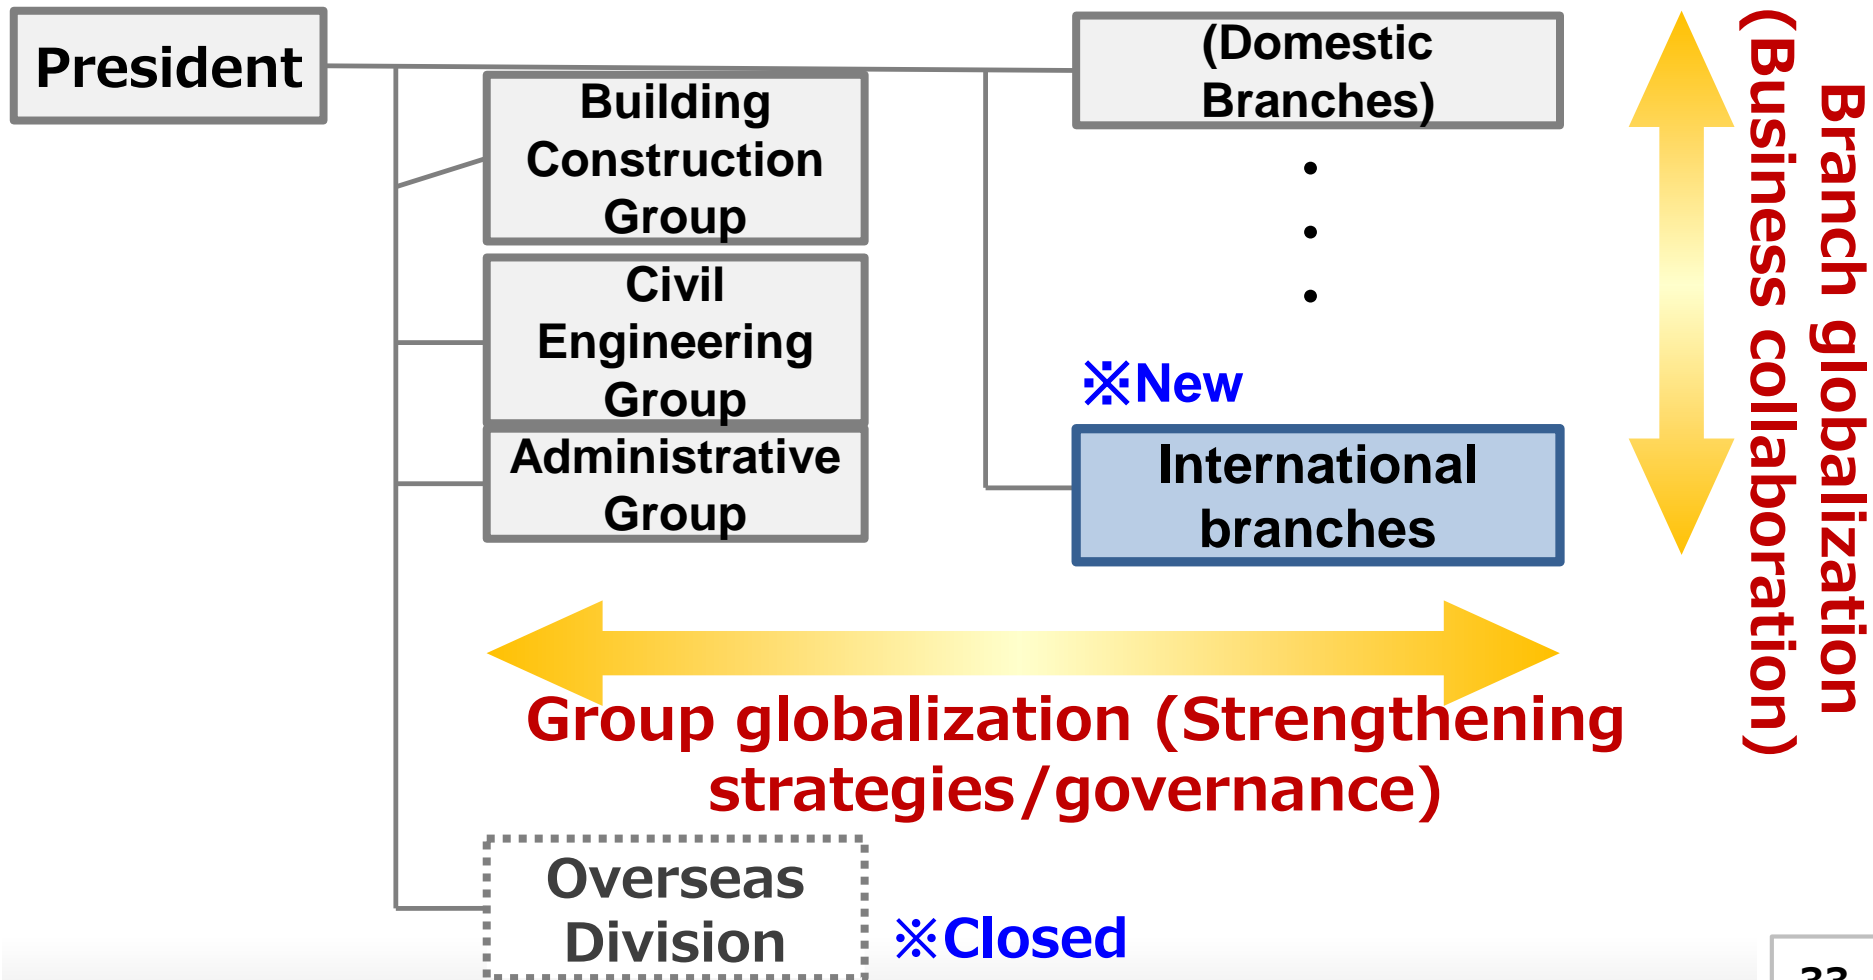 President
Building
Construction
Group
Civil
Engineering
Group
Administrative
Group
(Domestic
Branches)
・
・
・
※New
International
branches
Branch globalization
(Business collaboration)
Group globalization (Strengthening
strategies/governance)
Overseas
Division
※Closed
33